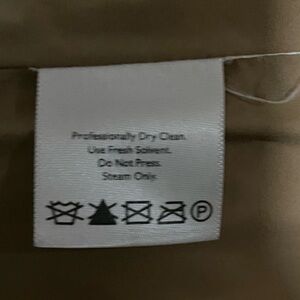 Professionally Dry Clean.
Use Fresh Solvent.
Do Not Press.
Steam Only.
P